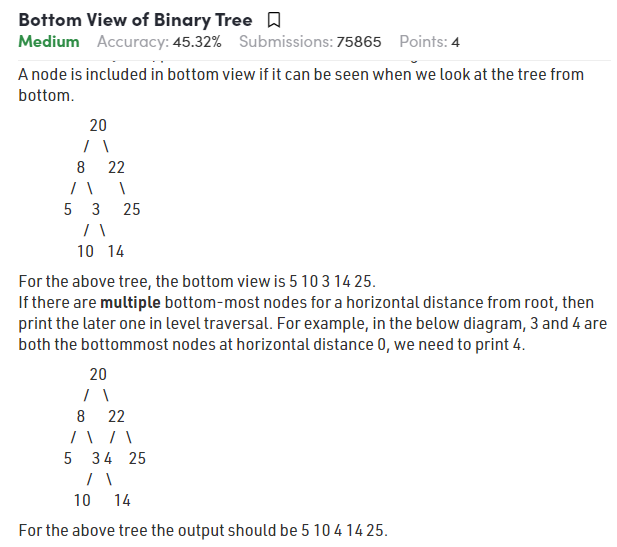 Bottom View of Binary Tree
Medium Accuracy: 45.32% Submissions: 75865 Points: 4
A node is included in bottom view if it can be seen when we look at the tree from
bottom.
20
/ \
8 22
/ \ \
5 3 25
/ \
10 14
For the above tree, the bottom view is 5 10 3 14 25.
If there are multiple bottom-most nodes for a horizontal distance from root, then
print the later one in level traversal. For example, in the below diagram, 3 and 4 are
both the bottommost nodes at horizontal distance 0, we need to print 4.
20
/ \
8 22
/ \ / \
5 3 4 25
/ \
10 14
For the above tree the output should be 5 10 4 14 25.